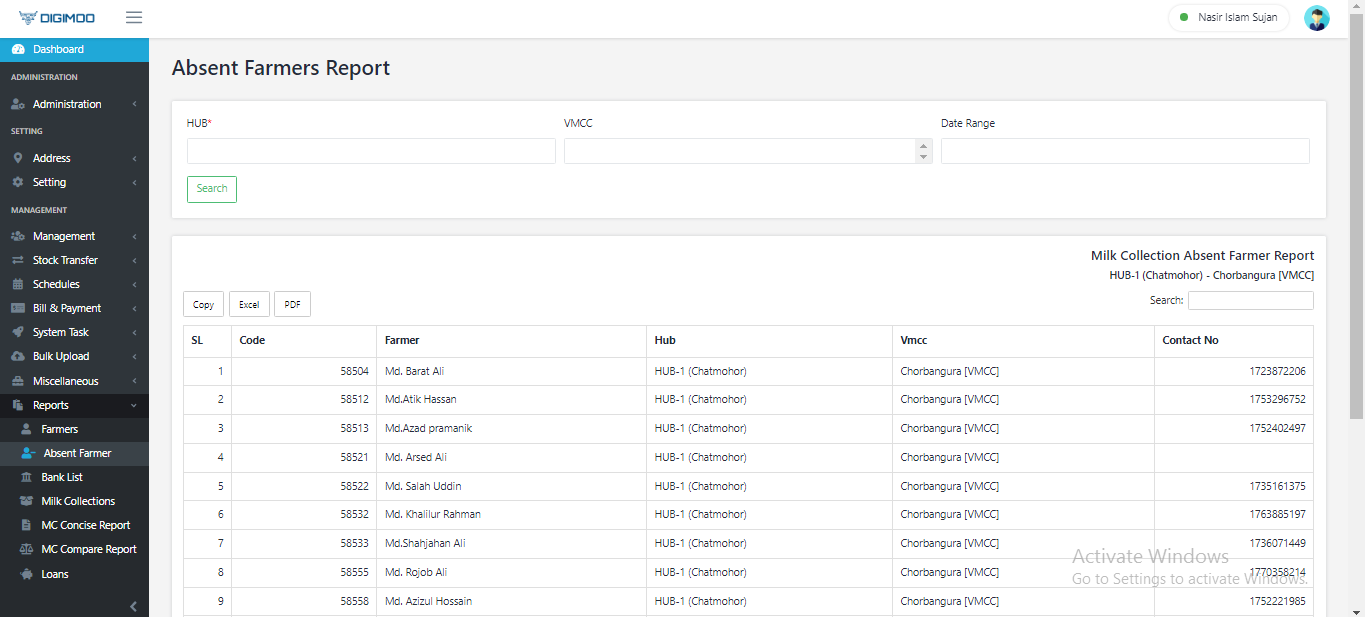 DIGIMOO
Nasir Islam Sujan
Dashboard
ADMINISTRATION
Administration
SETTING
Address
Setting
MANAGEMENT
Management
Stock Transfer
Schedules
Bill & Payment
System Task
Bulk Upload
Miscellaneous
Reports
Farmers
Absent Farmer
Bank List
Milk Collections
MC Concise Report
MC Compare Report
Loans
Absent Farmers Report
HUB* VMCC Date Range
Search
Milk Collection Absent Farmer Report
HUB-1 (Chatmohor) - Chorbangura [VMCC]
Copy Excel PDF Search:
SL Code Farmer Hub Vmcc Contact No
1 58504 Md. Barat Ali HUB-1 (Chatmohor) Chorbangura [VMCC] 1723872206
2 58512 Md.Atik Hassan HUB-1 (Chatmohor) Chorbangura [VMCC] 1753296752
3 58513 Md.Azad pramanik HUB-1 (Chatmohor) Chorbangura [VMCC] 1752402497
4 58521 Md. Arsed Ali HUB-1 (Chatmohor) Chorbangura [VMCC]
5 58522 Md. Salah Uddin HUB-1 (Chatmohor) Chorbangura [VMCC] 1735161375
6 58532 Md. Khalilur Rahman HUB-1 (Chatmohor) Chorbangura [VMCC] 1763885197
7 58533 Md.Shahjahan Ali HUB-1 (Chatmohor) Chorbangura [VMCC] 1736071449
8 58555 Md. Rojob Ali HUB-1 (Chatmohor) Chorbangura [VMCC] 1770358214
9 58558 Md. Azizul Hossain HUB-1 (Chatmohor) Chorbangura [VMCC] 1752221985
Activate Windows
Go to Settings to activate Windows.